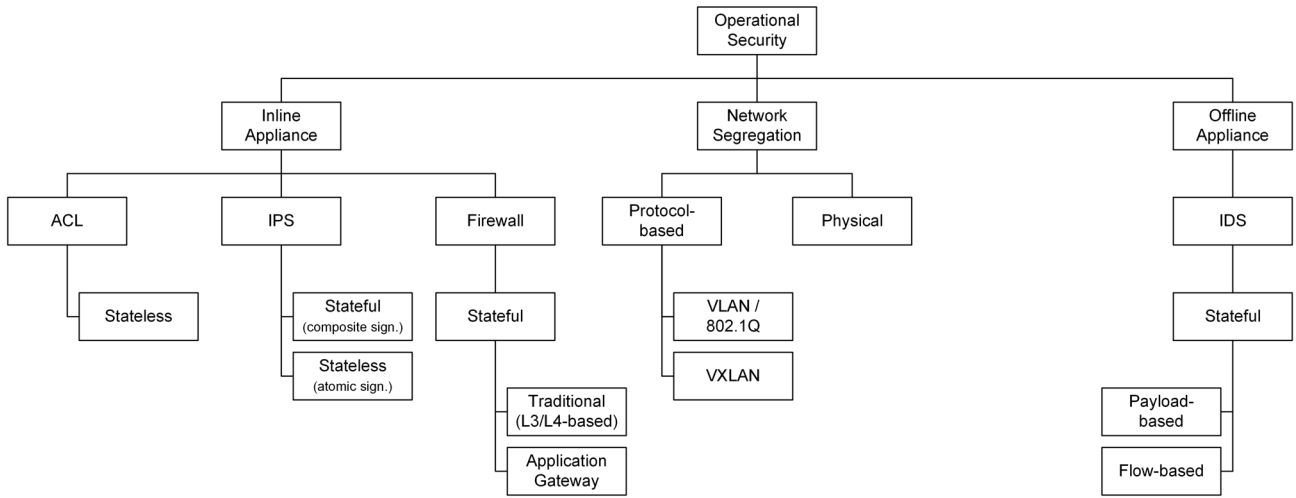 Operational
Security
Inline
Appliance
Network
Segregation
Offline
Appliance
ACL
IPS
Firewall
Protocol-
based
Physical
IDS
Stateless
Stateful
(composite sign.)
Stateful
VLAN /
802.1Q
Stateful
Stateless
(atomic sign.)
VXLAN
Traditional
(L3/L4-based)
Payload-
based
Application
Gateway
Flow-based